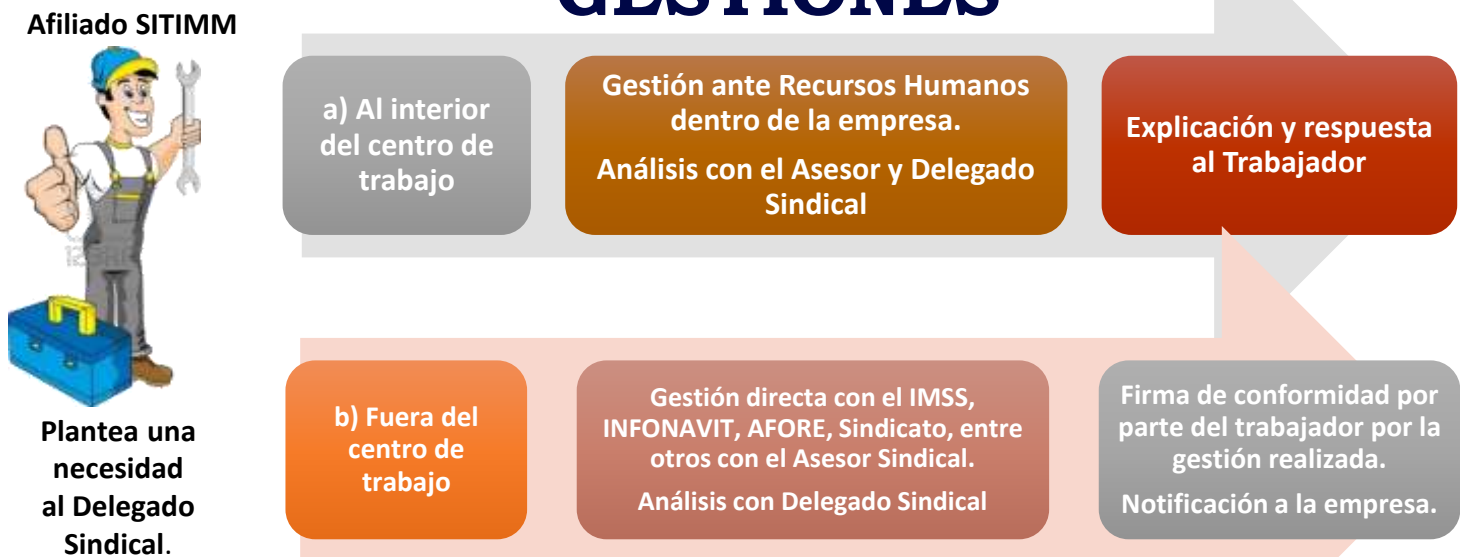 GESTIONES
Afiliado SITIMM
Plantea una
necesidad
al Delegado
Sindical.
a) Al interior
del centro de
trabajo
Gestión ante Recursos Humanos
dentro de la empresa.
Análisis con el Asesor y Delegado
Sindical
Explicación y respuesta
al Trabajador
b) Fuera del
centro de
trabajo
Gestión directa con el IMSS,
INFONAVIT, AFORE, Sindicato, entre
otros con el Asesor Sindical.
Análisis con Delegado Sindical
Firma de conformidad por
parte del trabajador por la
gestión realizada.
Notificación a la empresa.